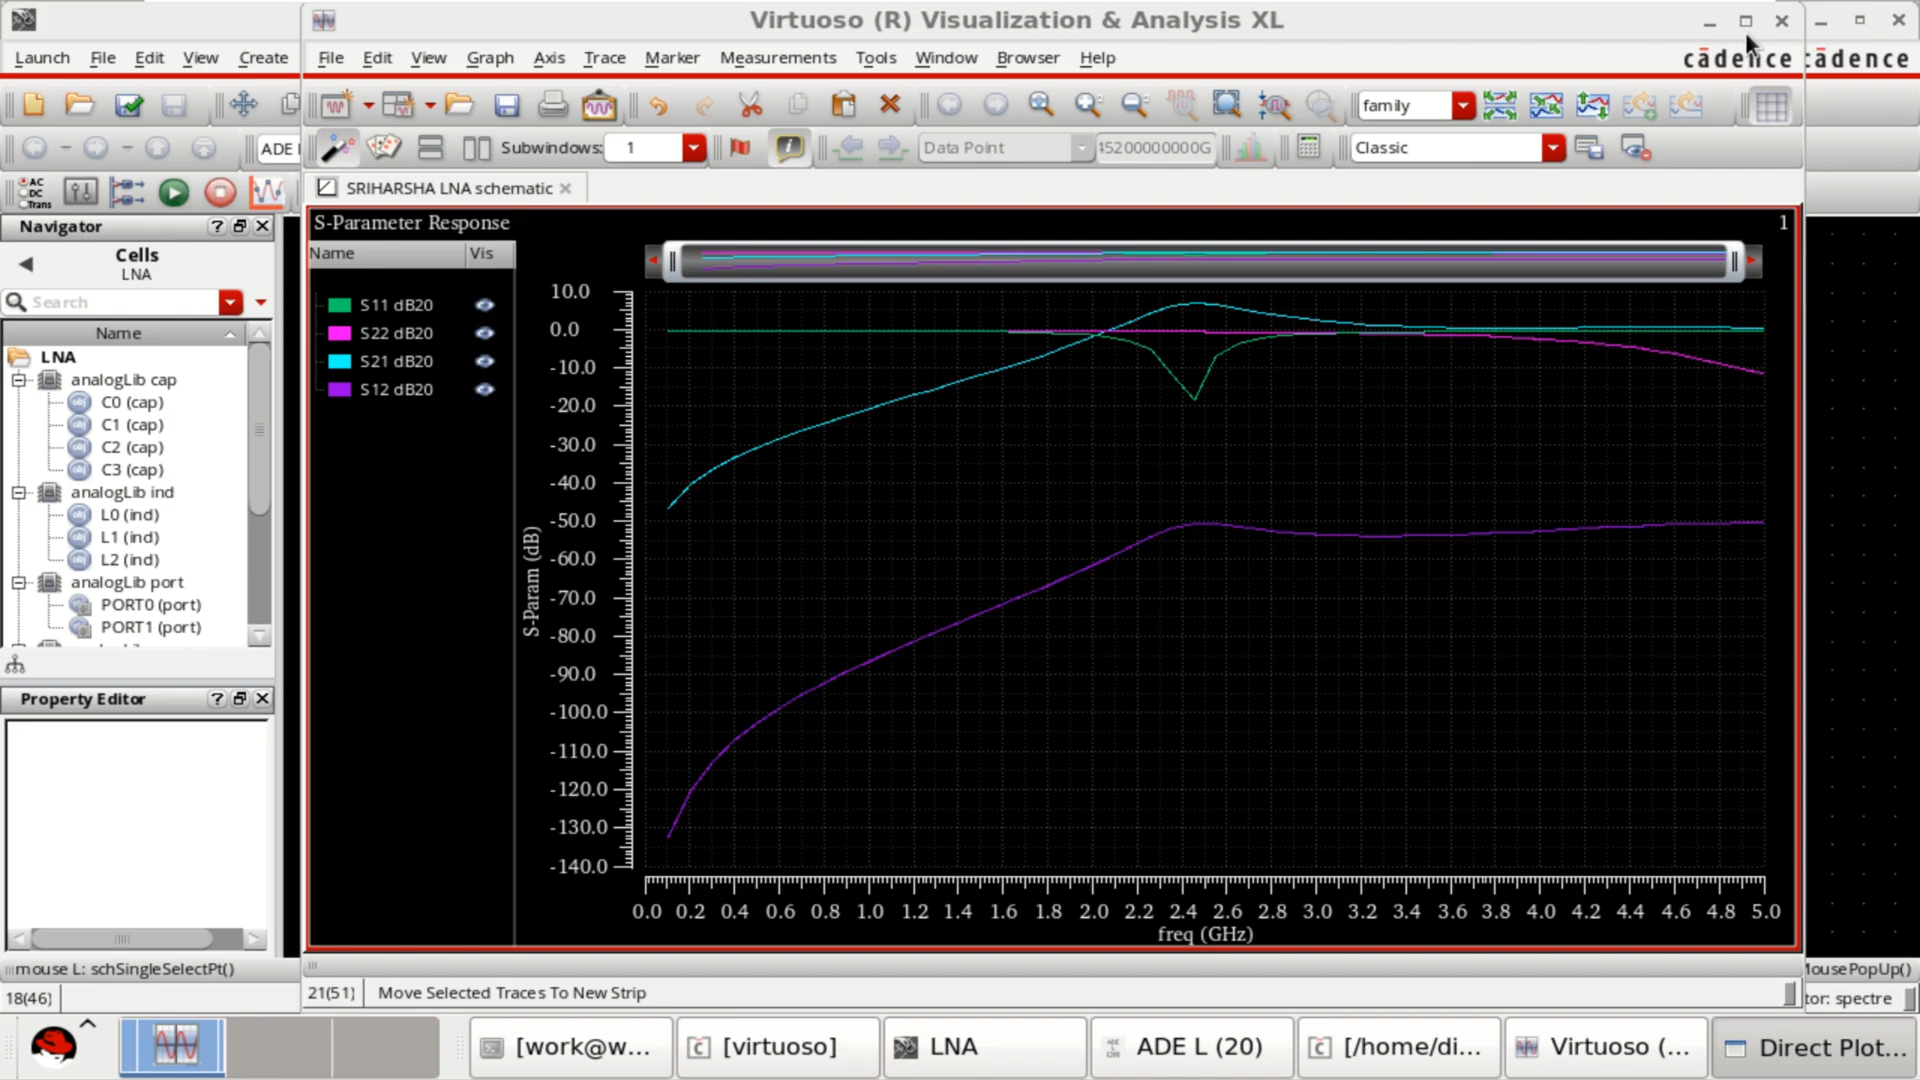 Virtuoso (R) Visualization & Analysis XL
Launch File Edit View Create
File Edit View Graph Axis Trace Marker Measurements Tools Window Browser Help
cādence
cādence
family
ADE
Subwindows: 1
Data Point
15200000000G
Classic
AC
DC
Trans
SRIHARSHA LNA schematic
Navigator
Cells
LNA
Search
Name
LNA
analogLib cap
C0 (cap)
C1 (cap)
C2 (cap)
C3 (cap)
analogLib ind
L0 (ind)
L1 (ind)
L2 (ind)
analogLib port
PORT0 (port)
PORT1 (port)
Property Editor
S-Parameter Response
1
Name Vis
S11 dB20
S22 dB20
S21 dB20
S12 dB20
10.0
0.0
-10.0
-20.0
-30.0
-40.0
-50.0
-60.0
-70.0
-80.0
-90.0
-100.0
-110.0
-120.0
-130.0
-140.0
S-Param (dB)
0.0 0.2 0.4 0.6 0.8 1.0 1.2 1.4 1.6 1.8 2.0 2.2 2.4 2.6 2.8 3.0 3.2 3.4 3.6 3.8 4.0 4.2 4.4 4.6 4.8 5.0
freq (GHz)
mouse L: schSingleSelectPt()
MousePopUp()
18(46)
21(51) Move Selected Traces To New Strip
tor: spectre
[work@w...
[virtuoso]
LNA
ADE L (20)
[/home/di...
Virtuoso (...
Direct Plot...